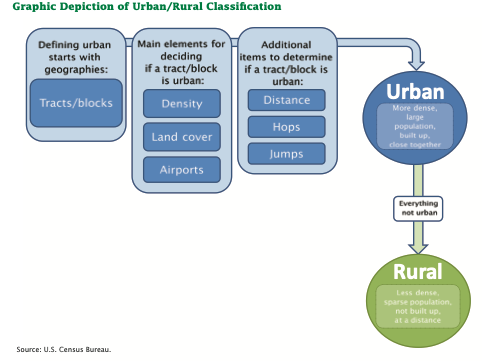 Graphic Depiction of Urban/Rural Classification
Defining urban
starts with
geographies:
Tracts/blocks
Main elements for
deciding
if a tract/block
is urban:
Density
Land cover
Airports
Additional
items to determine
if a tract/block is
urban:
Distance
Hops
Jumps
Urban
More dense,
large
population,
built up,
close together
Everything
not urban
Rural
Less dense,
sparse population,
not built up,
at a distance
Source: U.S. Census Bureau.